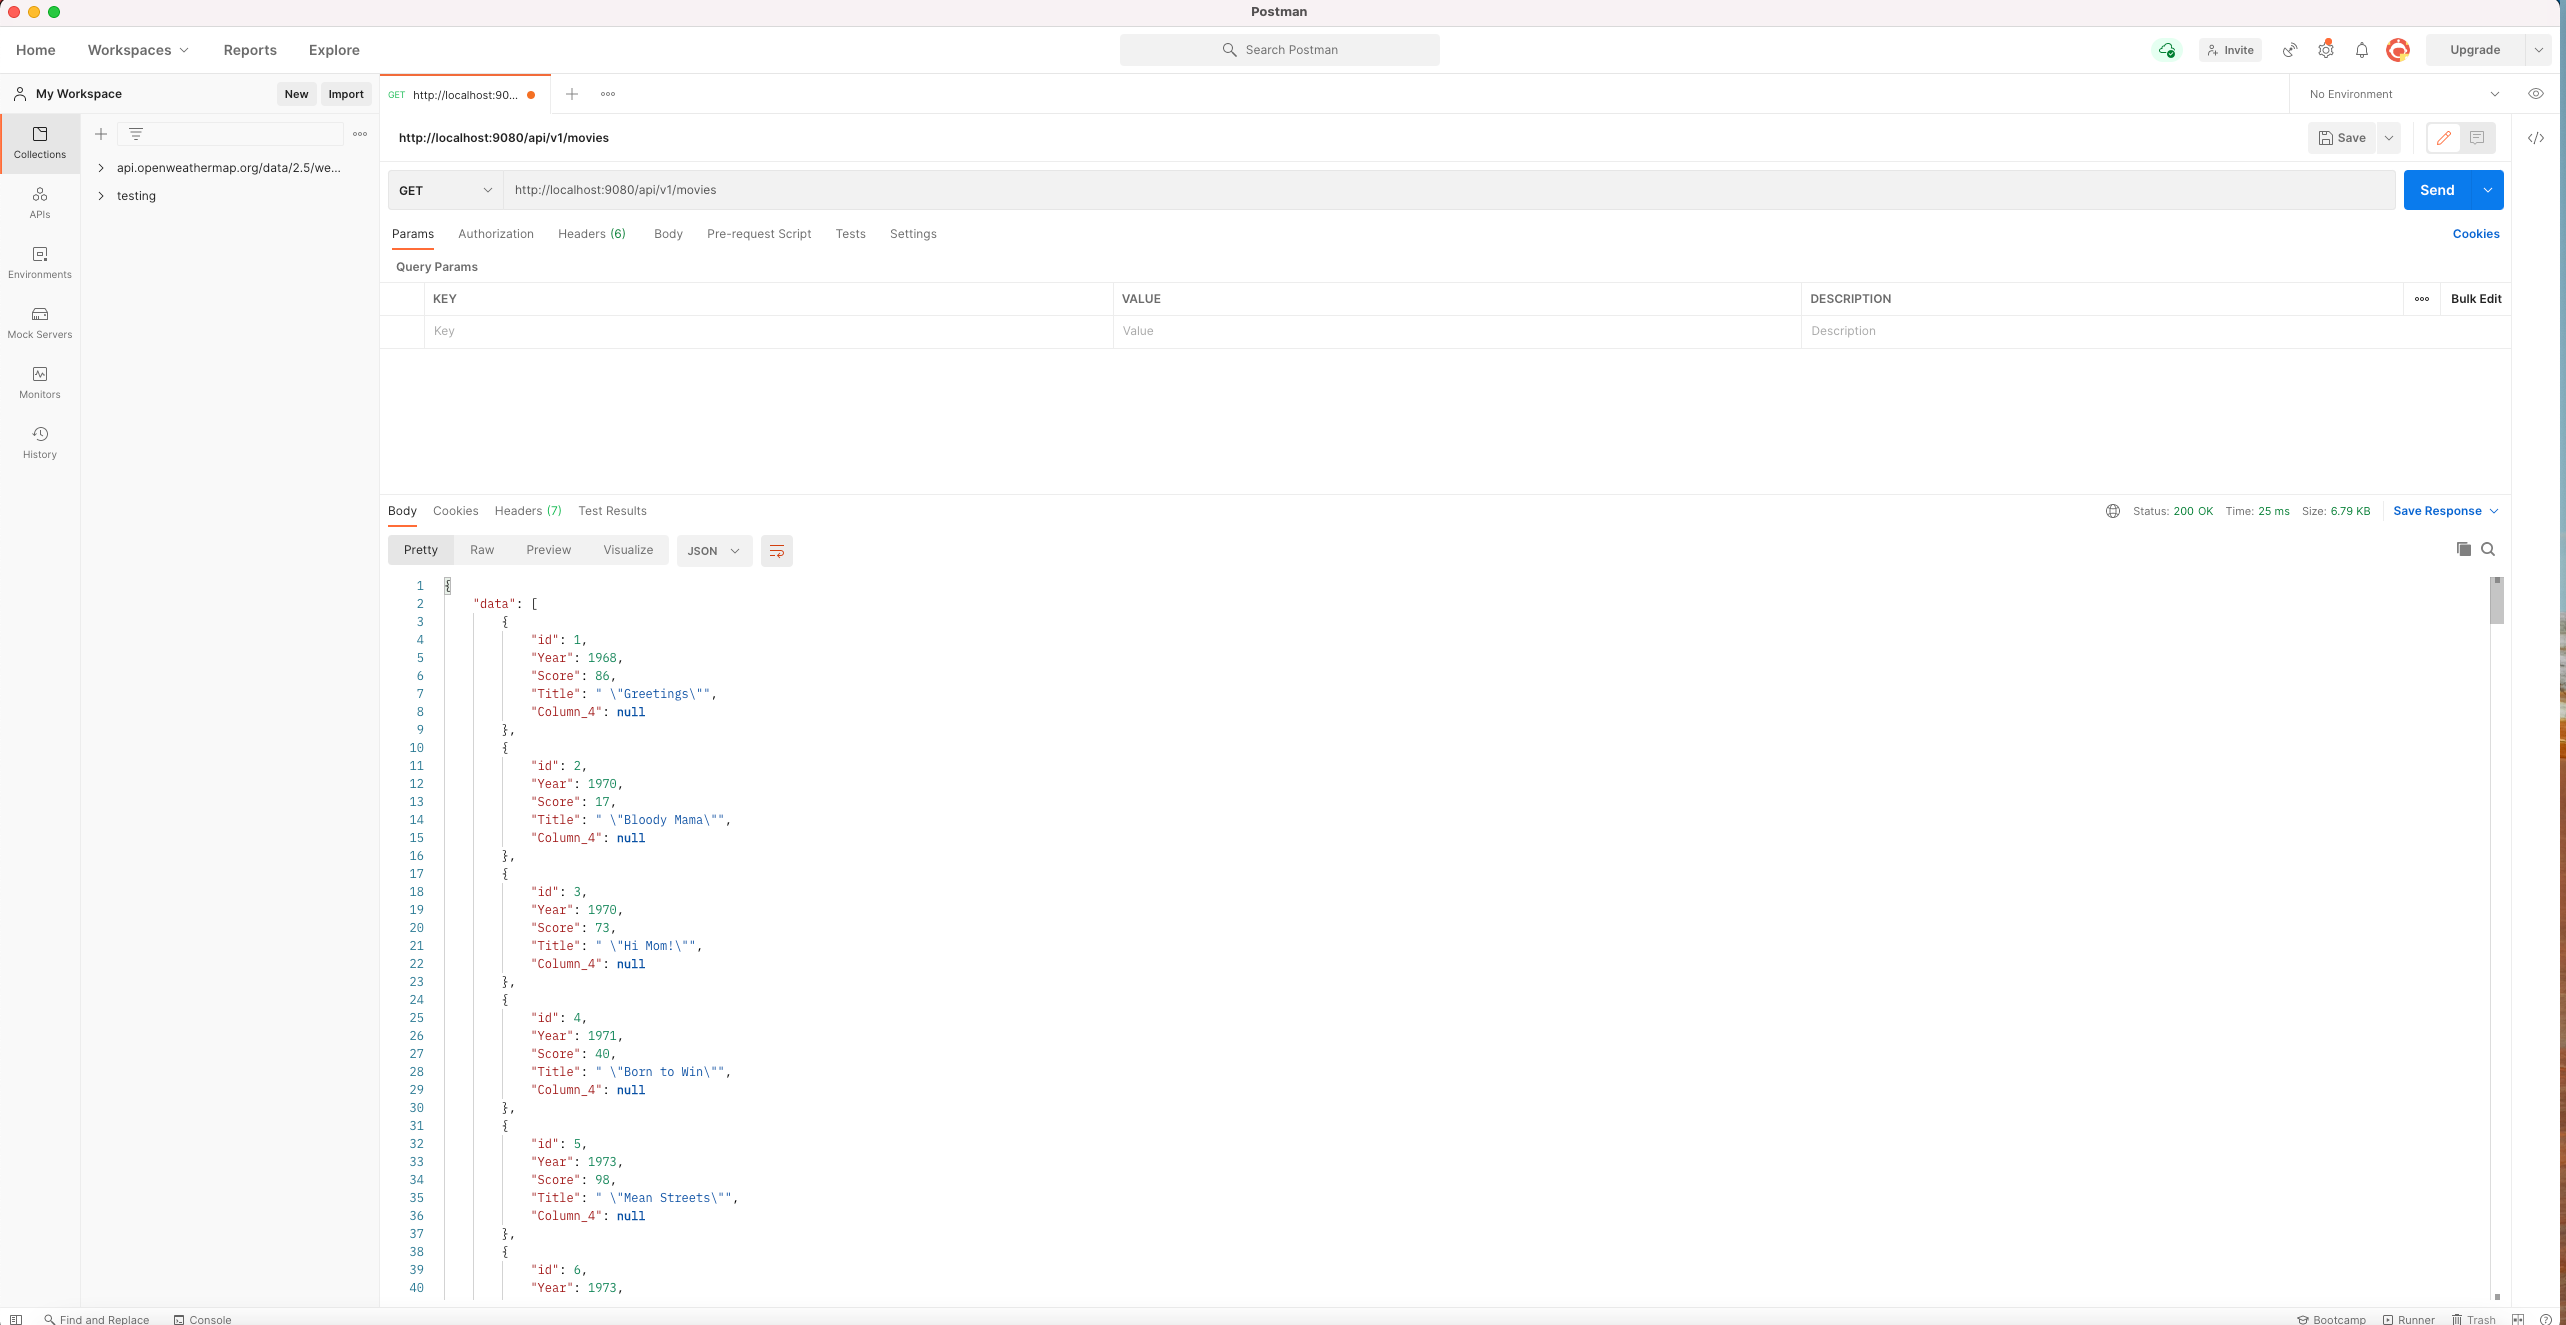 Postman
Home Workspaces Reports Explore Search Postman Invite Upgrade
My Workspace New Import GET http://localhost:90... No Environment
Collections
APIs
Environments
Mock Servers
Monitors
History
api.openweathermap.org/data/2.5/we...
testing
http://localhost:9080/api/v1/movies Save
GET http://localhost:9080/api/v1/movies Send
Params Authorization Headers (6) Body Pre-request Script Tests Settings Cookies
Query Params
KEY VALUE DESCRIPTION Bulk Edit
Key Value Description
Body Cookies Headers (7) Test Results Status: 200 OK Time: 25 ms Size: 6.79 KB Save Response
Pretty Raw Preview Visualize JSON
1 {
2 "data": [
3 {
4 "id": 1,
5 "Year": 1968,
6 "Score": 86,
7 "Title": " \"Greetings\"",
8 "Column_4": null
9 },
10 {
11 "id": 2,
12 "Year": 1970,
13 "Score": 17,
14 "Title": " \"Bloody Mama\"",
15 "Column_4": null
16 },
17 {
18 "id": 3,
19 "Year": 1970,
20 "Score": 73,
21 "Title": " \"Hi Mom!\"",
22 "Column_4": null
23 },
24 {
25 "id": 4,
26 "Year": 1971,
27 "Score": 40,
28 "Title": " \"Born to Win\"",
29 "Column_4": null
30 },
31 {
32 "id": 5,
33 "Year": 1973,
34 "Score": 98,
35 "Title": " \"Mean Streets\"",
36 "Column_4": null
37 },
38 {
39 "id": 6,
40 "Year": 1973,
Find and Replace Console Bootcamp Runner Trash